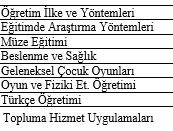 Öğretim İlke ve Yöntemleri
Eğitimde Araştırma Yöntemleri
Müze Eğitimi
Beslenme ve Sağlık
Geleneksel Çocuk Oyunları
Oyun ve Fiziki Et. Öğretimi
Türkçe Öğretimi
Topluma Hizmet Uygulamaları